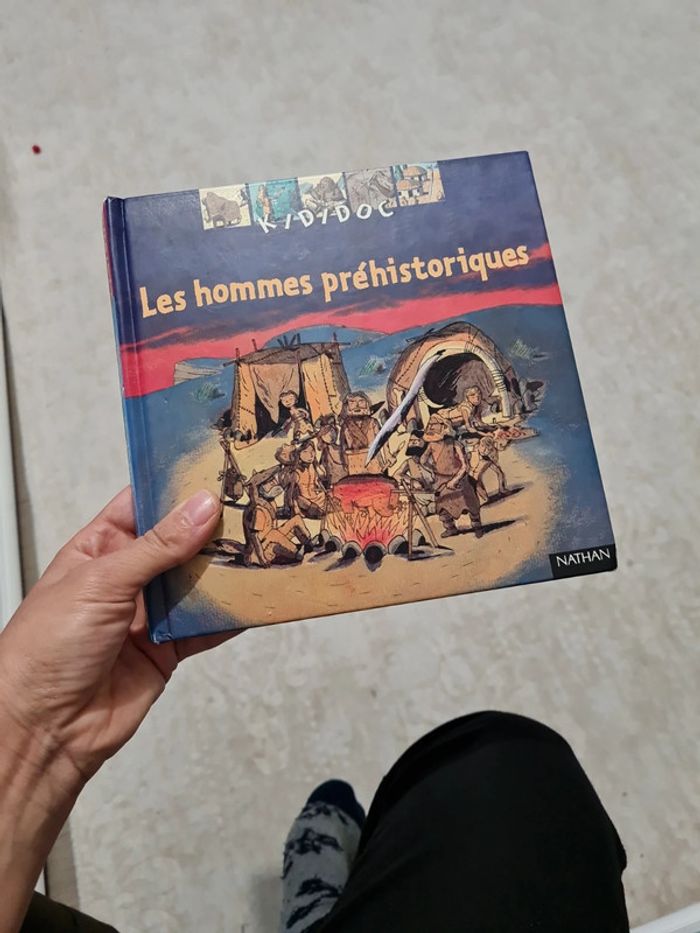 KIDIDOC
Les hommes préhistoriques
NATHAN